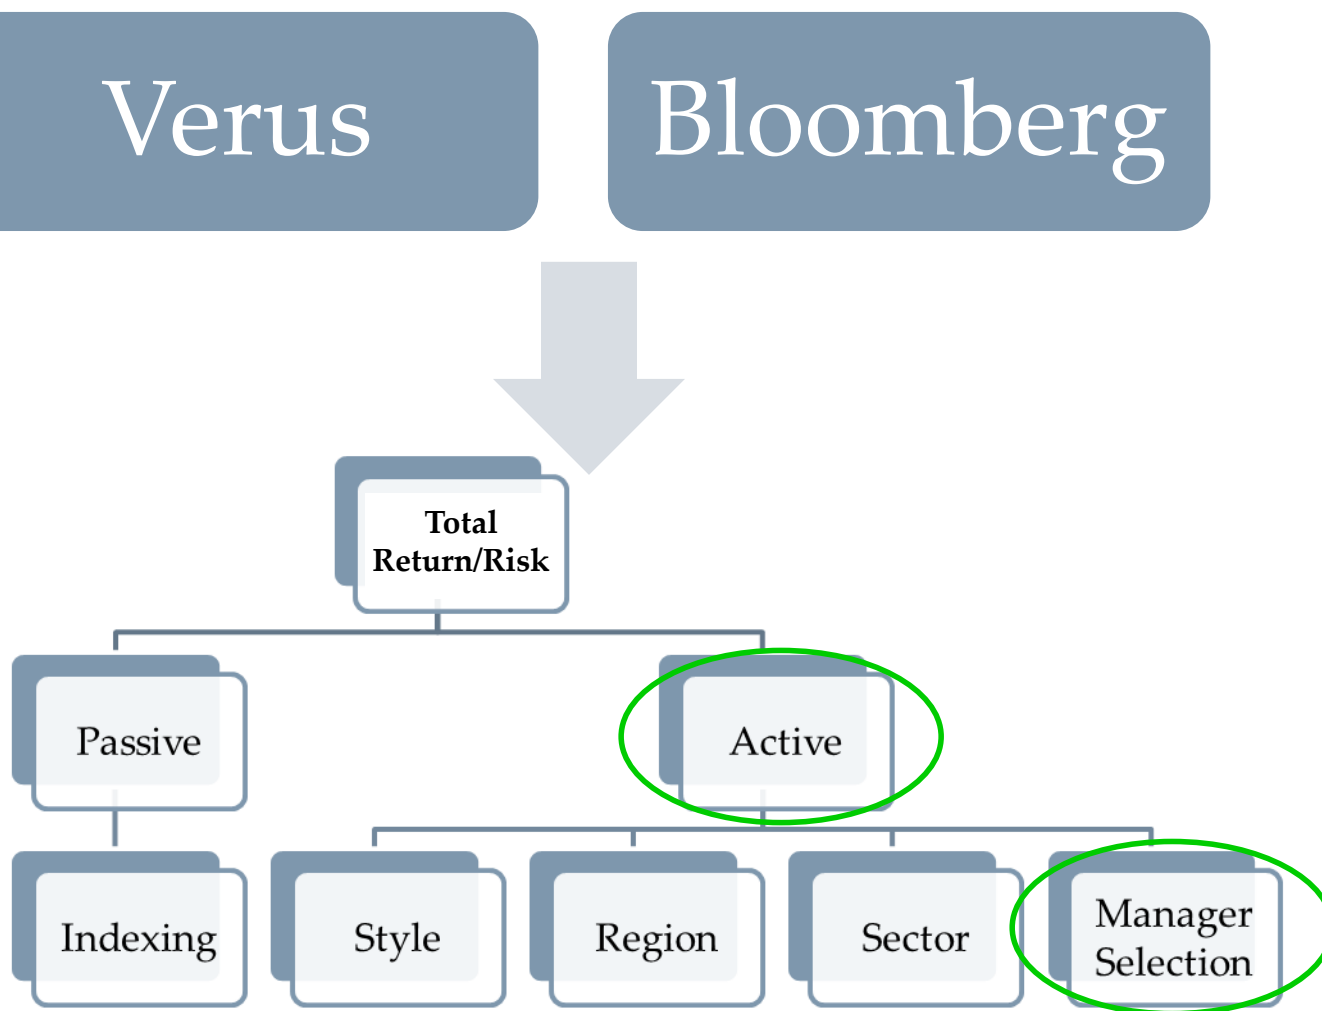 Verus
Bloomberg
Total
Return/Risk
Passive
Active
Indexing
Style
Region
Sector
Manager
Selection